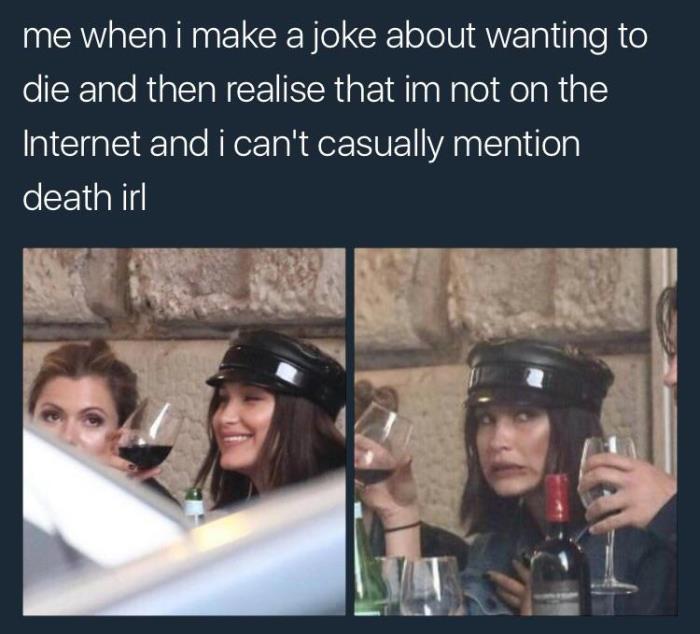 me when i make a joke about wanting to
die and then realise that im not on the
Internet and i can't casually mention
death irl